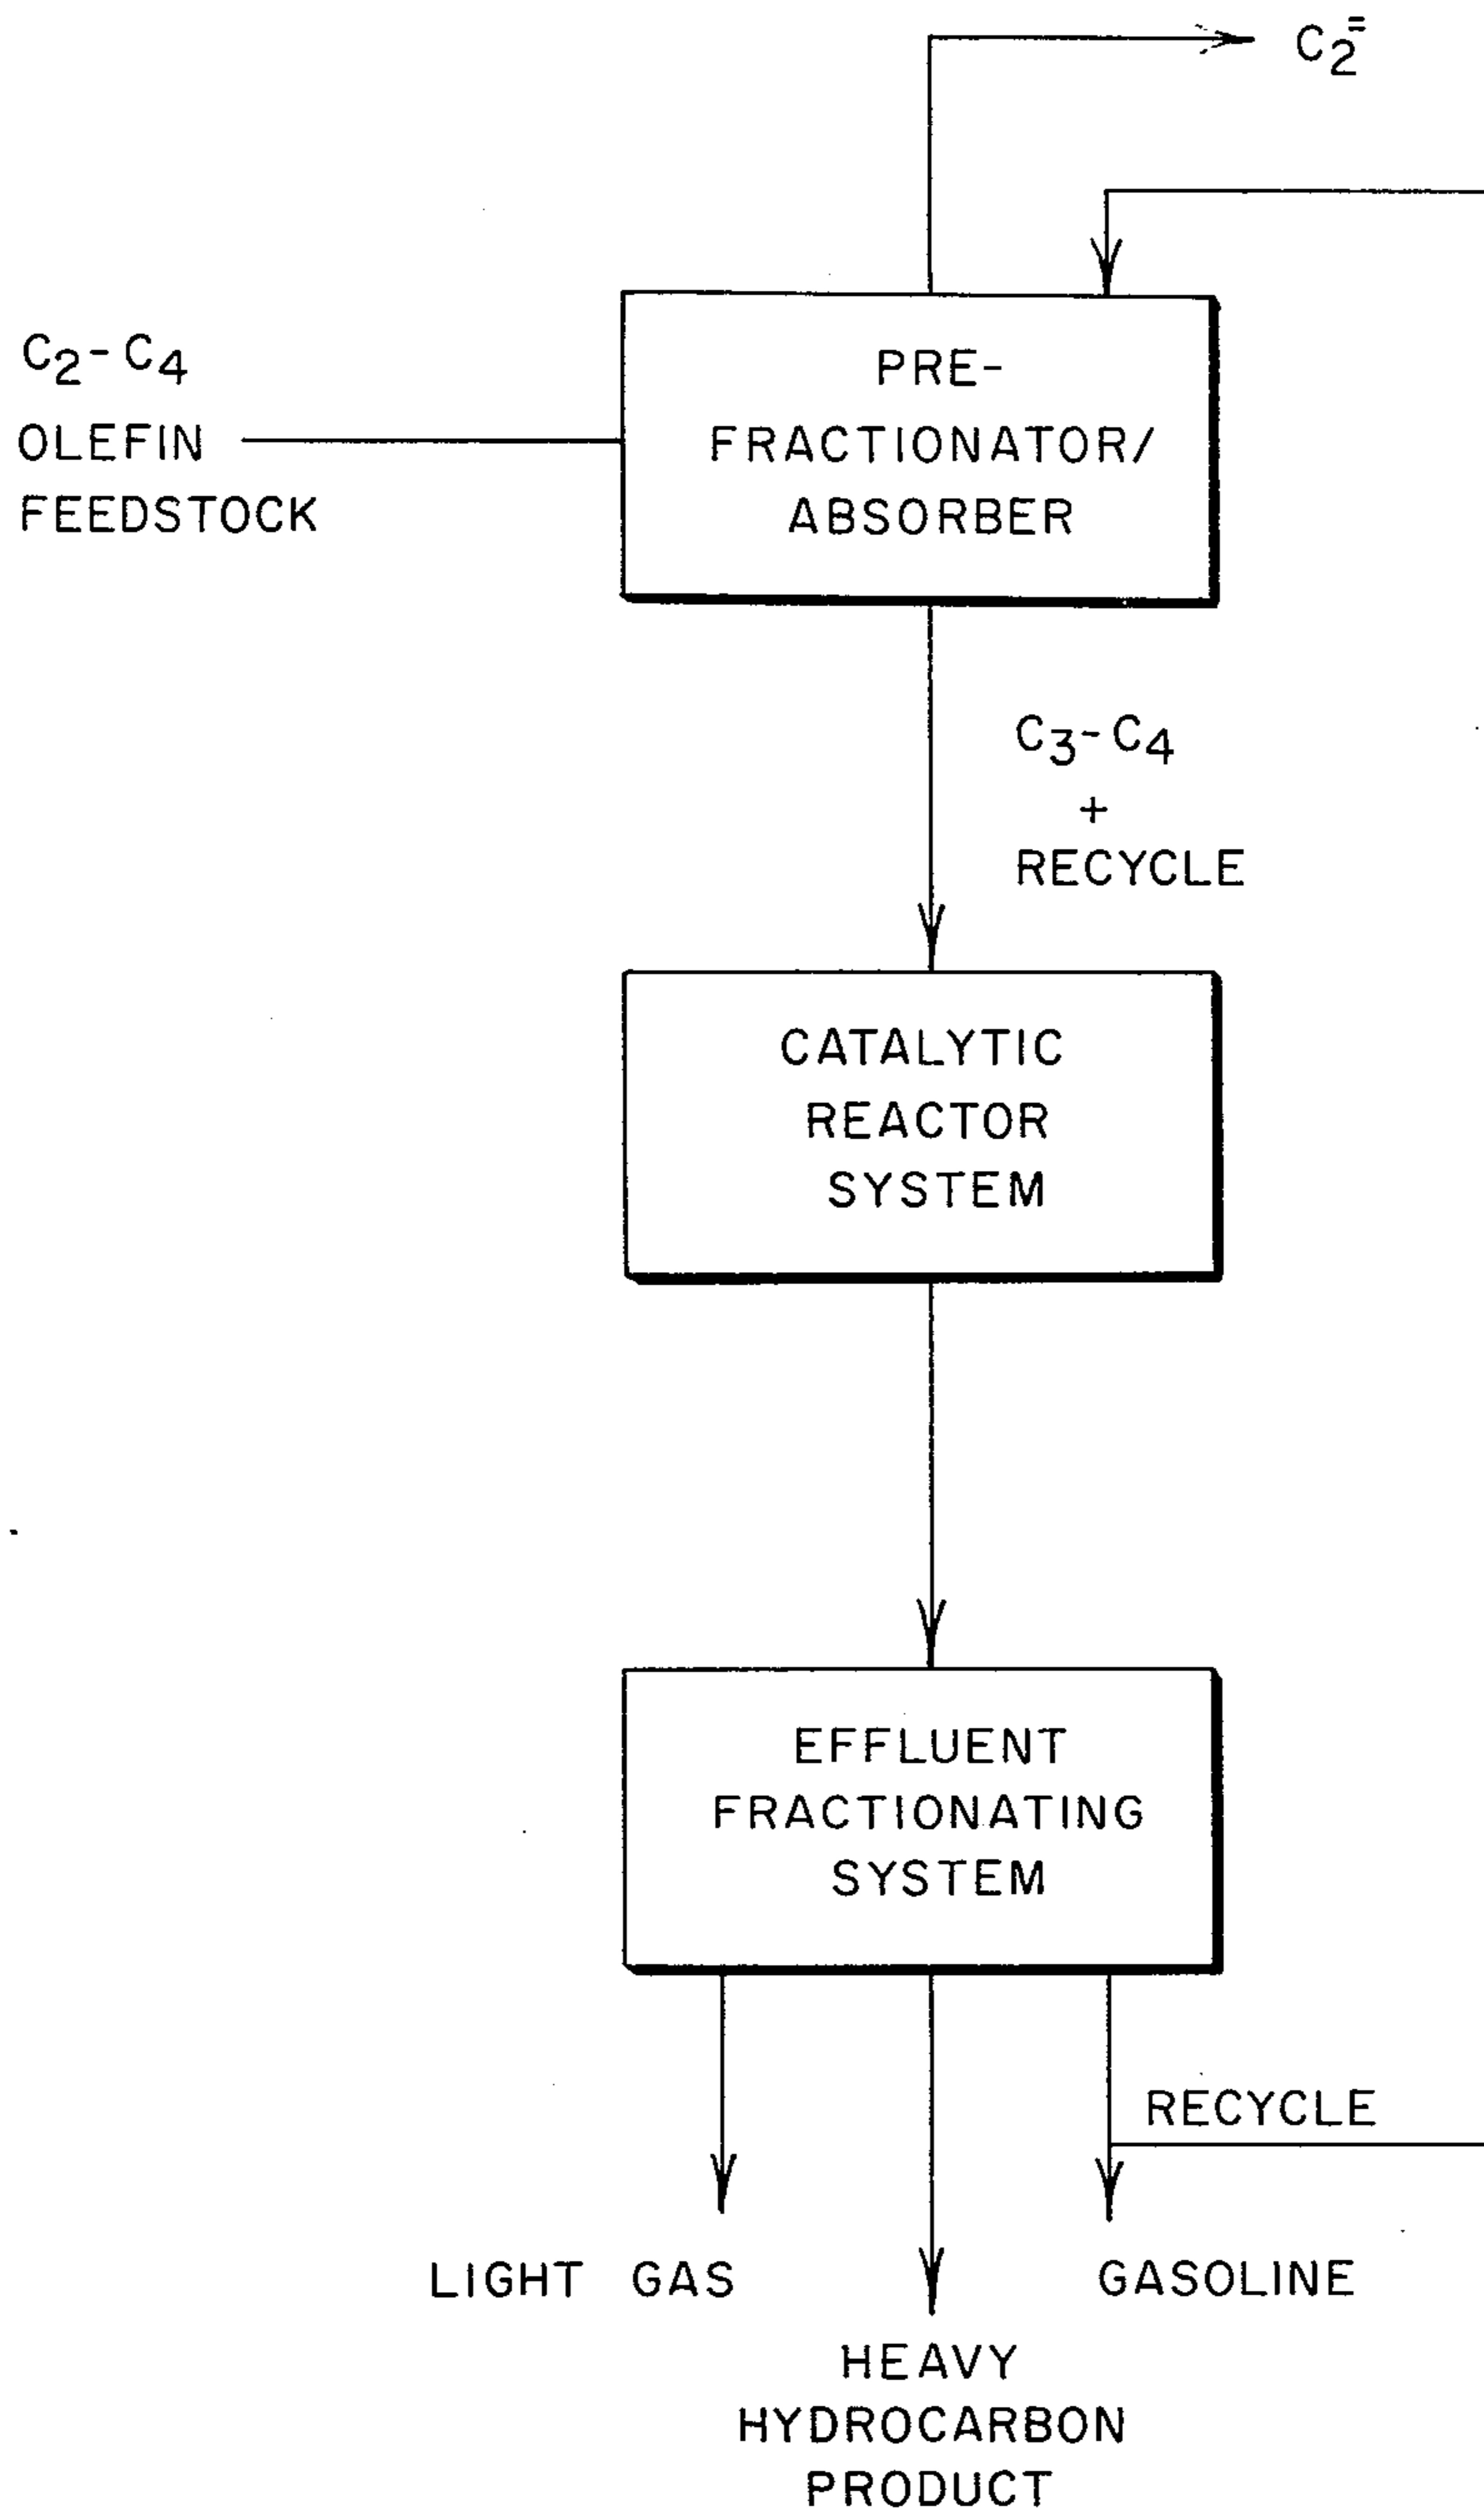 C₂⁼
C₂-C₄
OLEFIN
FEEDSTOCK
PRE-
FRACTIONATOR/
ABSORBER
C₃-C₄
+
RECYCLE
CATALYTIC
REACTOR
SYSTEM
EFFLUENT
FRACTIONATING
SYSTEM
RECYCLE
LIGHT GAS
GASOLINE
HEAVY
HYDROCARBON
PRODUCT